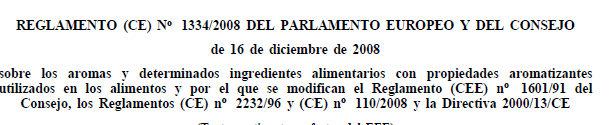 REGLAMENTO (CE) Nº 1334/2008 DEL PARLAMENTO EUROPEO Y DEL CONSEJO
de 16 de diciembre de 2008
sobre los aromas y determinados ingredientes alimentarios con propiedades aromatizantes
utilizados en los alimentos y por el que se modifican el Reglamento (CEE) nº 1601/91 del
Consejo, los Reglamentos (CE) nº 2232/96 y (CE) nº 110/2008 y la Directiva 2000/13/CE